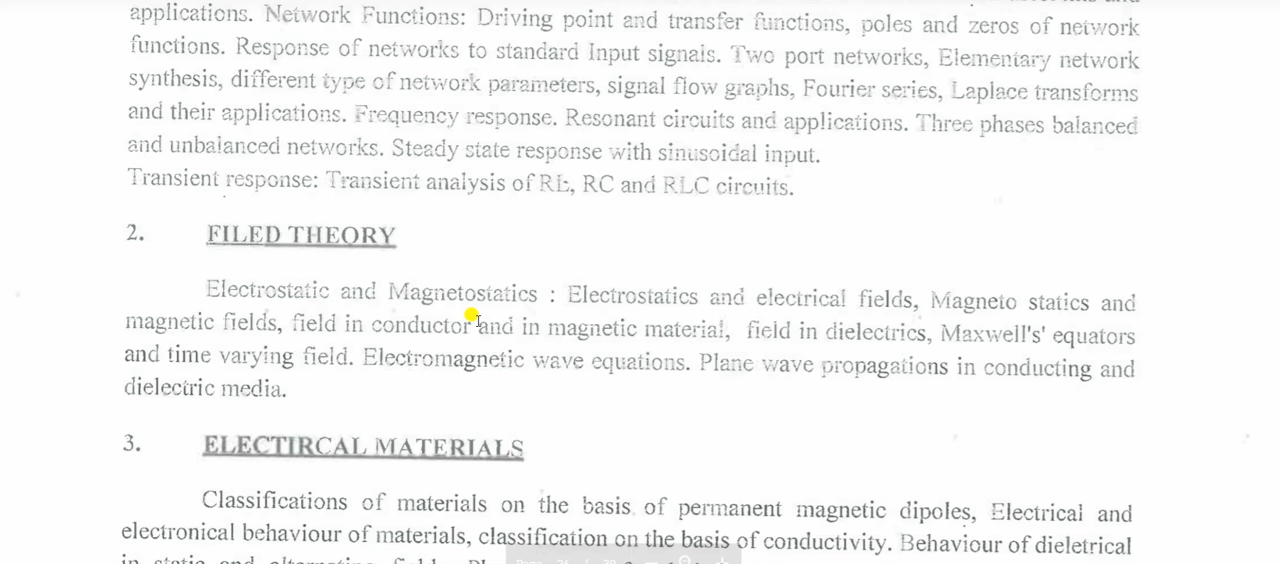 applications. Network Functions: Driving point and transfer functions, poles and zeros of network
functions. Response of networks to standard Input signals. Two port networks, Elementary network
synthesis, different type of network parameters, signal flow graphs, Fourier series, Laplace transforms
and their applications. Frequency response. Resonant circuits and applications. Three phases balanced
and unbalanced networks. Steady state response with sinusoidal input.
Transient response: Transient analysis of RL, RC and RLC circuits.
2. FILED THEORY
Electrostatic and Magnetostatics : Electrostatics and electrical fields, Magneto statics and
magnetic fields, field in conductor and in magnetic material, field in dielectrics, Maxwell's' equators
and time varying field. Electromagnetic wave equations. Plane wave propagations in conducting and
dielectric media.
3. ELECTIRCAL MATERIALS
Classifications of materials on the basis of permanent magnetic dipoles, Electrical and
electronical behaviour of materials, classification on the basis of conductivity. Behaviour of dieletrical